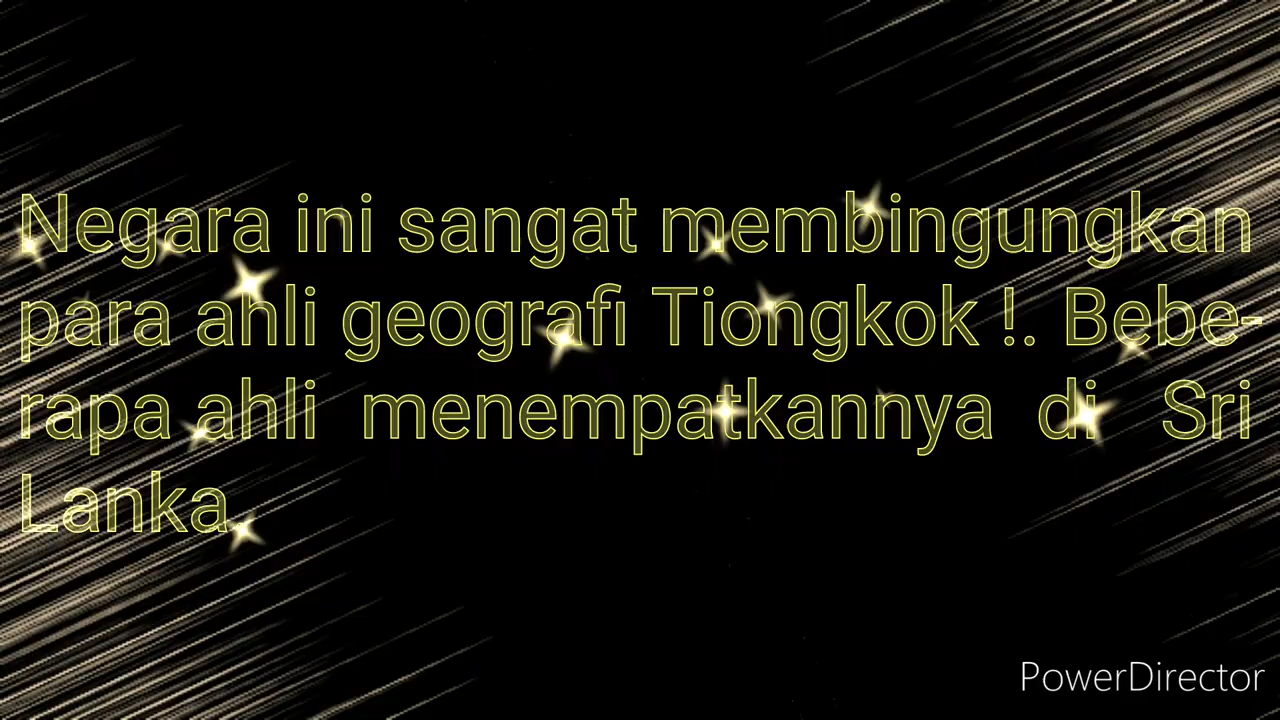 Negara ini sangat membingungkan
para ahli geografi Tiongkok !. Bebe-
rapa ahli menempatkannya di Sri
Lanka.
PowerDirector